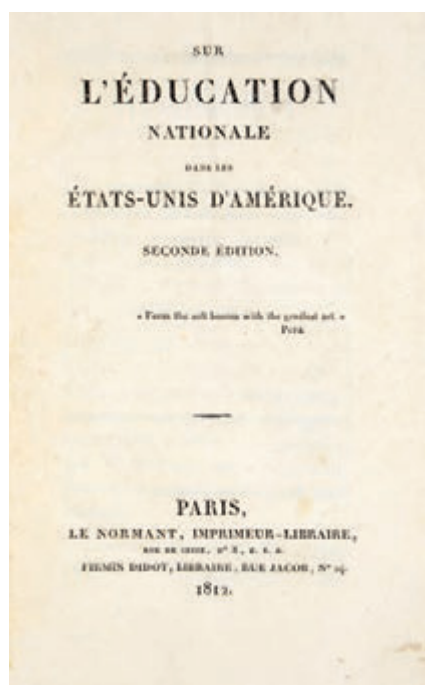 SUR
L'ÉDUCATION
NATIONALE
DANS LES
ÉTATS-UNIS D'AMÉRIQUE.
SECONDE ÉDITION.
« Form the soft bosom with the gentlest art. »
POPE
PARIS,
LE NORMANT, IMPRIMEUR-LIBRAIRE,
RUE DE SEINE, N° 8,
FIRMIN DIDOT, LIBRAIRE, RUE JACOB, N° 24.
1812.